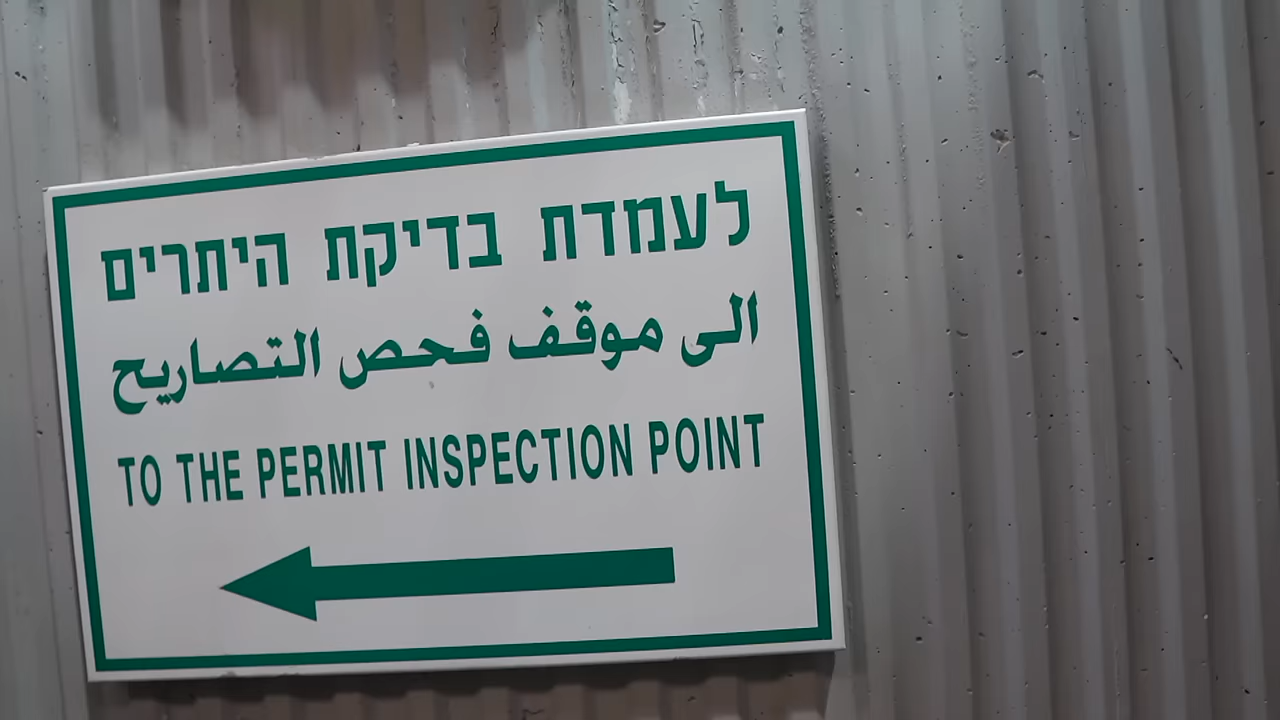 לעמדת בדיקת היתרים
الى موقف فحص التصاريح
TO THE PERMIT INSPECTION POINT